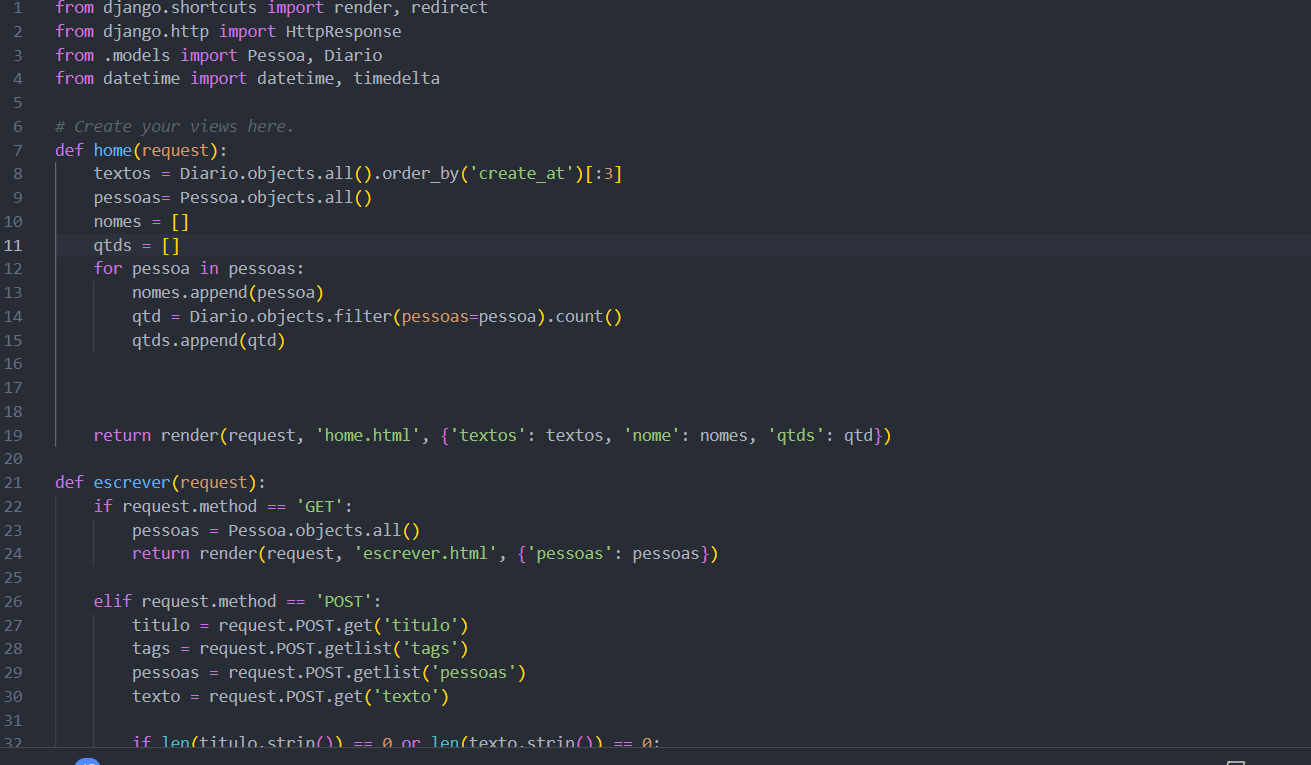 1 from django.shortcuts import render, redirect
2 from django.http import HttpResponse
3 from .models import Pessoa, Diario
4 from datetime import datetime, timedelta
5
6 # Create your views here.
7 def home(request):
8     textos = Diario.objects.all().order_by('create_at')[:3]
9     pessoas= Pessoa.objects.all()
10     nomes = []
11     qtds = []
12     for pessoa in pessoas:
13         nomes.append(pessoa)
14         qtd = Diario.objects.filter(pessoas=pessoa).count()
15         qtds.append(qtd)
16
17
18
19     return render(request, 'home.html', {'textos': textos, 'nome': nomes, 'qtds': qtd})
20
21 def escrever(request):
22     if request.method == 'GET':
23         pessoas = Pessoa.objects.all()
24         return render(request, 'escrever.html', {'pessoas': pessoas})
25
26     elif request.method == 'POST':
27         titulo = request.POST.get('titulo')
28         tags = request.POST.getlist('tags')
29         pessoas = request.POST.getlist('pessoas')
30         texto = request.POST.get('texto')
31
32         if len(titulo.strip()) == 0 or len(texto.strip()) == 0: